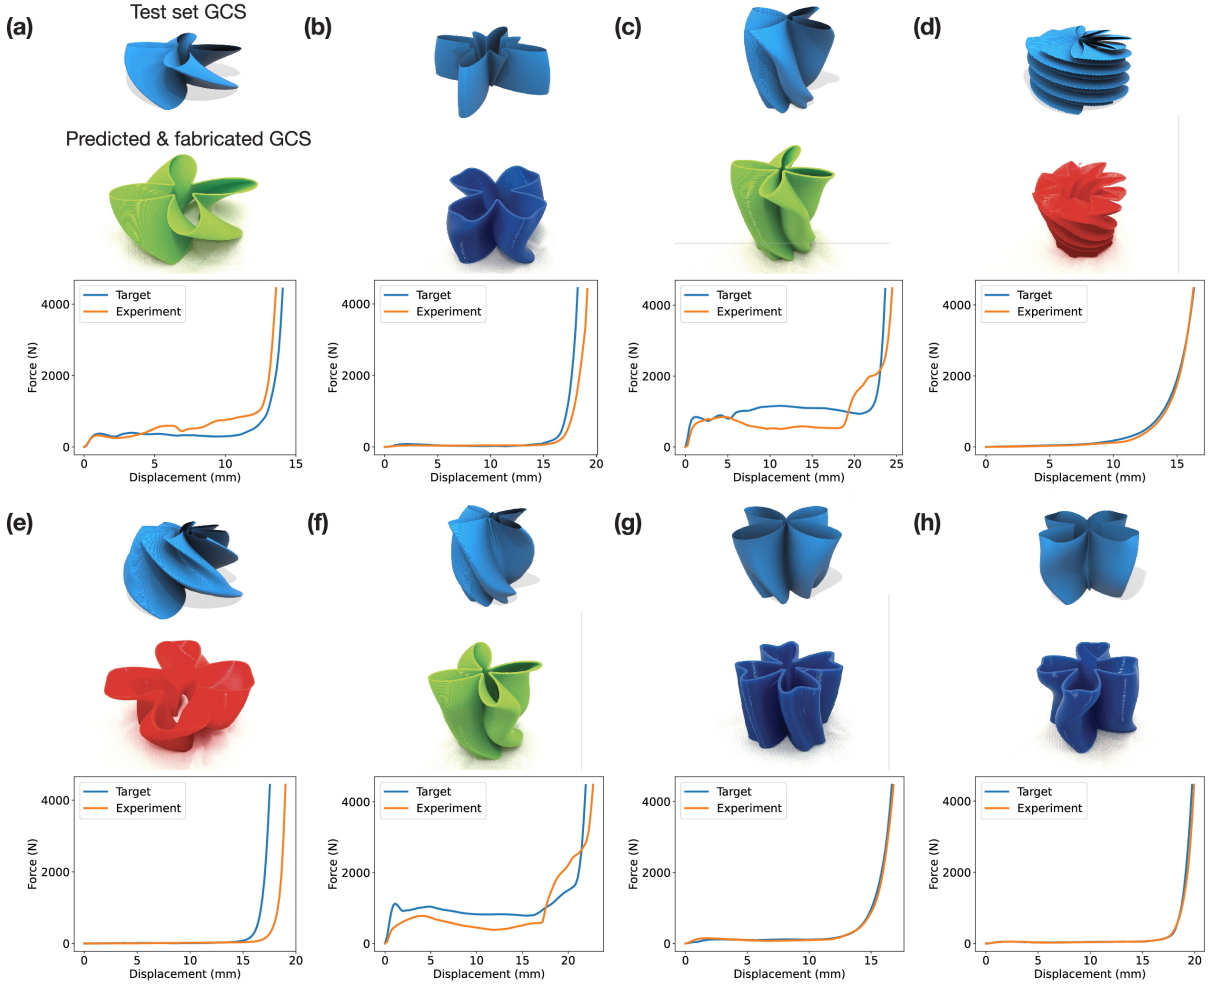 (a)
Test set GCS
(b)
(c)
(d)
Predicted & fabricated GCS
Target
Experiment
4000
2000
0
Force (N)
0
5
10
15
Displacement (mm)
Target
Experiment
4000
2000
0
Force (N)
0
5
10
15
20
Displacement (mm)
Target
Experiment
4000
2000
0
Force (N)
0
5
10
15
20
25
Displacement (mm)
Target
Experiment
4000
2000
0
Force (N)
0
5
10
15
Displacement (mm)
(e)
(f)
(g)
(h)
Target
Experiment
4000
2000
0
Force (N)
0
5
10
15
20
Displacement (mm)
Target
Experiment
4000
2000
0
Force (N)
0
5
10
15
20
Displacement (mm)
Target
Experiment
4000
2000
0
Force (N)
0
5
10
15
Displacement (mm)
Target
Experiment
4000
2000
0
Force (N)
0
5
10
15
20
Displacement (mm)